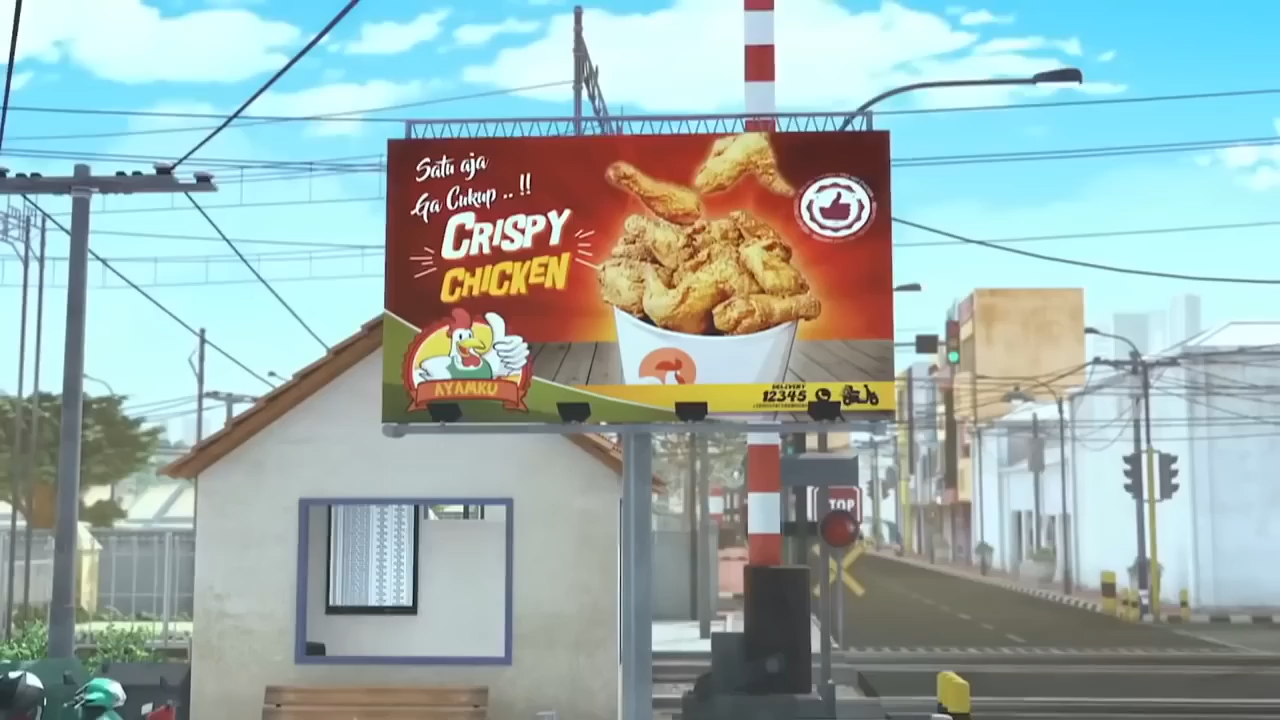 Satu aja
Ga Cukup .. !!
CRISPY
CHICKEN
AYAMKU
DELIVERY
12345
TOP